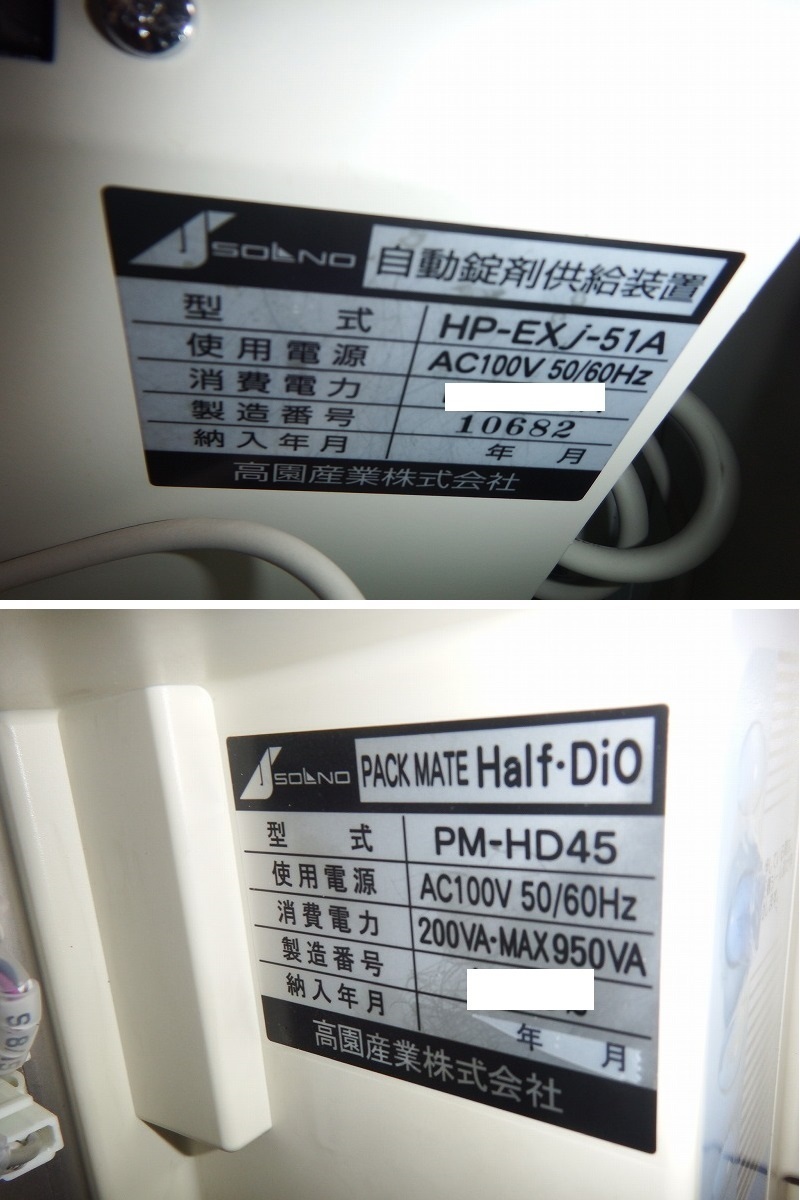 SOLNO 自動錠剤供給装置
型式 HP-EXj-51A
使用電源 AC100V 50/60Hz
消費電力
製造番号 10682
納入年月 年 月
高園産業株式会社
SOLNO PACK MATE Half・DiO
型式 PM-HD45
使用電源 AC100V 50/60Hz
消費電力 200VA・MAX950VA
製造番号
納入年月 年 月
高園産業株式会社